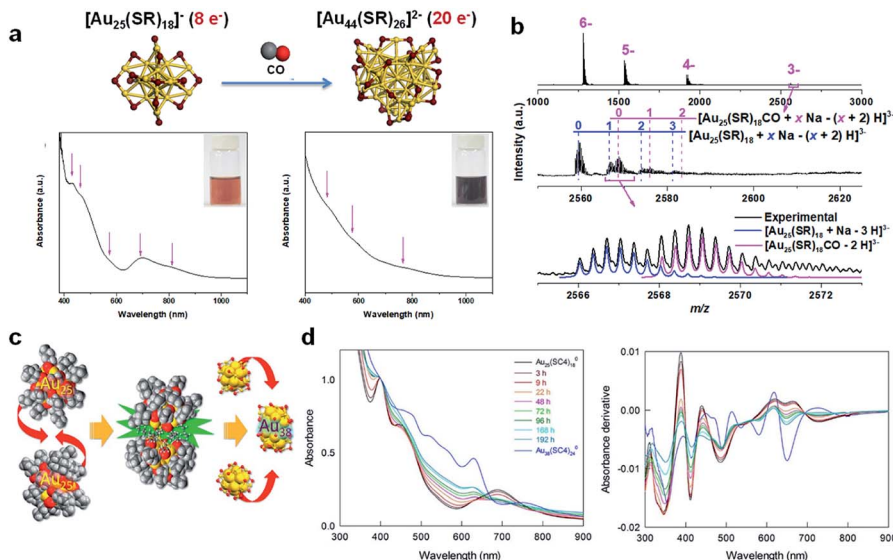 a
[Au25(SR)18]- (8 e-)
[Au44(SR)26]2- (20 e-)
CO
Absorbance (a.u.)
400 600 800 1000
Wavelength (nm)
Absorbance (a.u.)
400 600 800 1000
Wavelength (nm)
b
6-
5-
4-
3-
1000 1500 2000 2500 3000
0 1 2 [Au25(SR)18CO + x Na - (x + 2) H]3-
0 1 2 3 [Au25(SR)18 + x Na - (x + 2) H]3-
Intensity (a.u.)
2560 2580 2600 2620
Experimental
[Au25(SR)18 + Na - 3 H]3-
[Au25(SR)18CO - 2 H]3-
2566 2568 2570 2572
m/z
c
Au25
Au25
Au38
d
Absorbance
1.0
0.5
0.0
Au25(SC4)18 0
3 h
9 h
22 h
48 h
72 h
96 h
168 h
192 h
Au38(SC4)24 0
300 400 500 600 700 800 900
Wavelength (nm)
Absorbance derivative
0.01
0.00
-0.01
-0.02
300 400 500 600 700 800 900
Wavelength (nm)